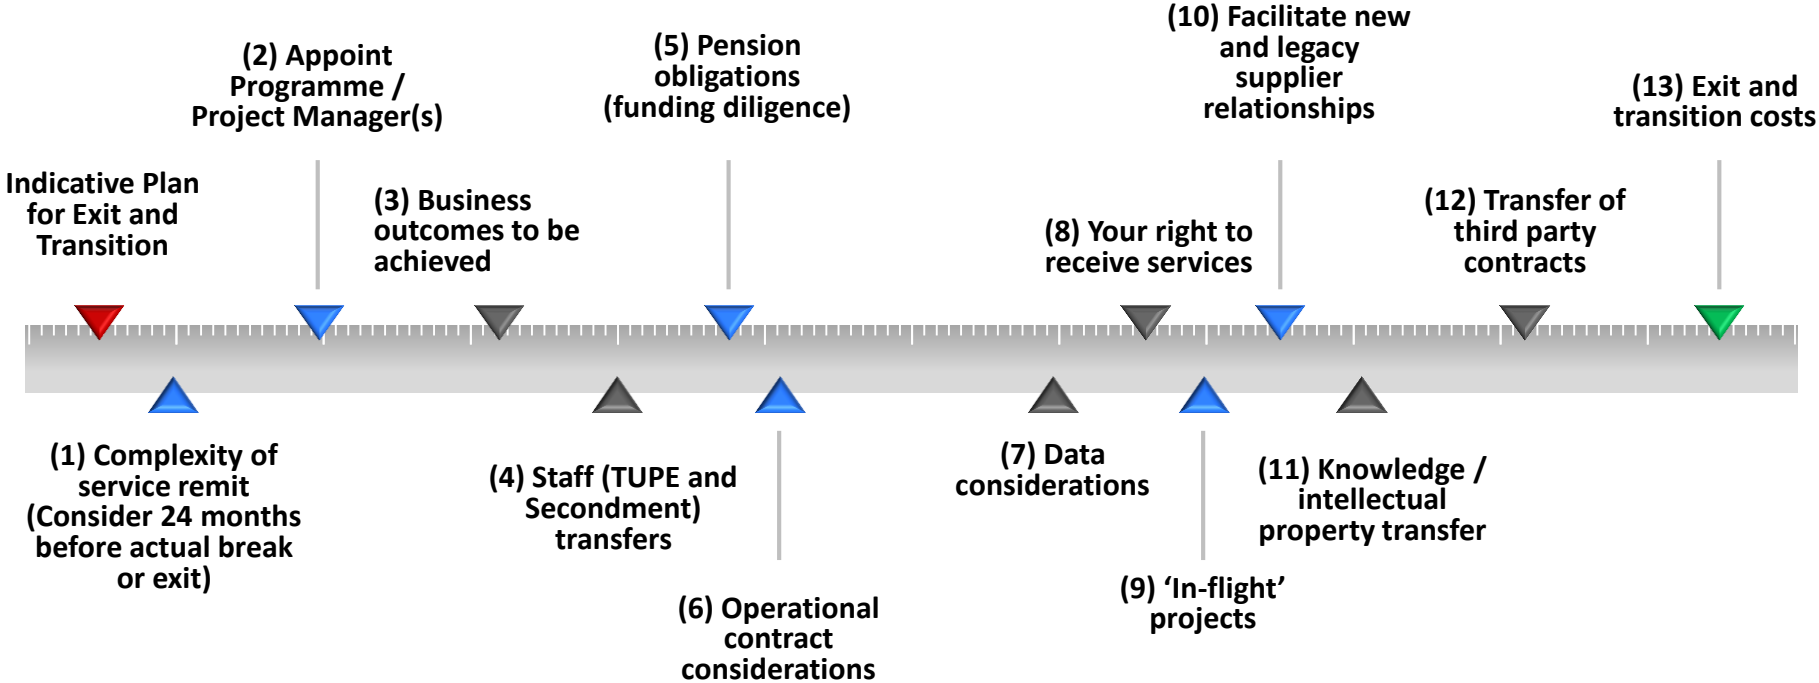 Indicative Plan
for Exit and
Transition
(1) Complexity of
service remit
(Consider 24 months
before actual break
or exit)
(2) Appoint
Programme /
Project Manager(s)
(3) Business
outcomes to be
achieved
(4) Staff (TUPE and
Secondment)
transfers
(5) Pension
obligations
(funding diligence)
(6) Operational
contract
considerations
(7) Data
considerations
(8) Your right to
receive services
(9) ‘In-flight’
projects
(10) Facilitate new
and legacy
supplier
relationships
(11) Knowledge /
intellectual
property transfer
(12) Transfer of
third party
contracts
(13) Exit and
transition costs